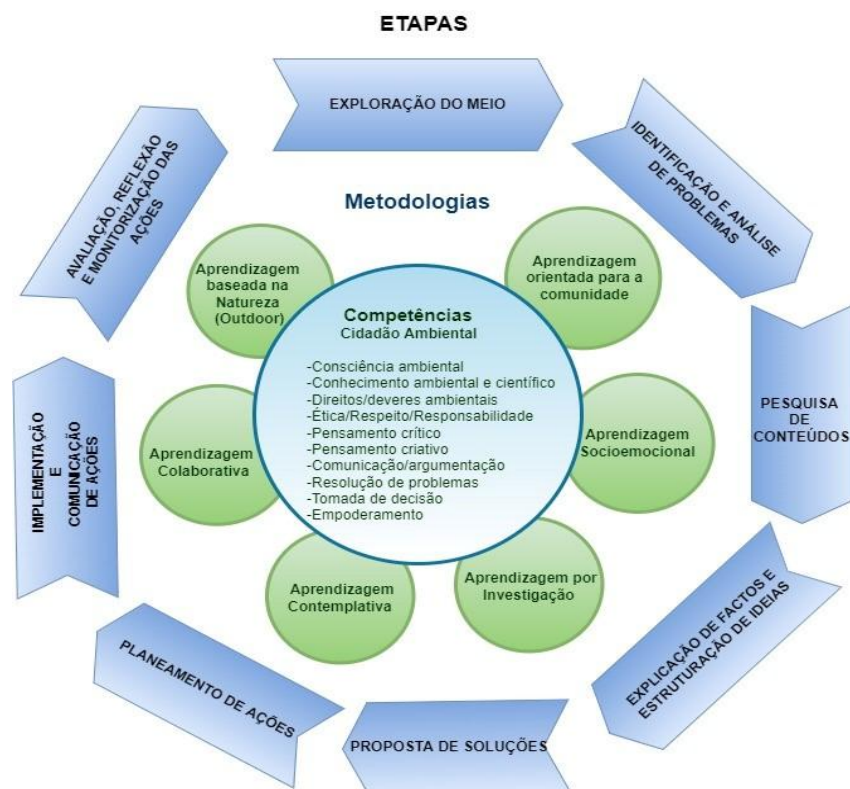 ETAPAS
EXPLORAÇÃO DO MEIO
IDENTIFICAÇÃO E ANÁLISE
DE PROBLEMAS
PESQUISA
DE
CONTEÚDOS
EXPLICAÇÃO DE FACTOS E
ESTRUTURAÇÃO DE IDEIAS
PROPOSTA DE SOLUÇÕES
PLANEAMENTO DE AÇÕES
IMPLEMENTAÇÃO
E
COMUNICAÇÃO
DE AÇÕES
AVALIAÇÃO, REFLEXÃO
E MONITORIZAÇÃO DAS
AÇÕES
Metodologias
Aprendizagem
baseada na
Natureza
(Outdoor)
Aprendizagem
orientada para a
comunidade
Aprendizagem
Socioemocional
Aprendizagem por
Investigação
Aprendizagem
Contemplativa
Aprendizagem
Colaborativa
Competências
Cidadão Ambiental
-Consciência ambiental
-Conhecimento ambiental e científico
-Direitos/deveres ambientais
-Ética/Respeito/Responsabilidade
-Pensamento crítico
-Pensamento criativo
-Comunicação/argumentação
-Resolução de problemas
-Tomada de decisão
-Empoderamento